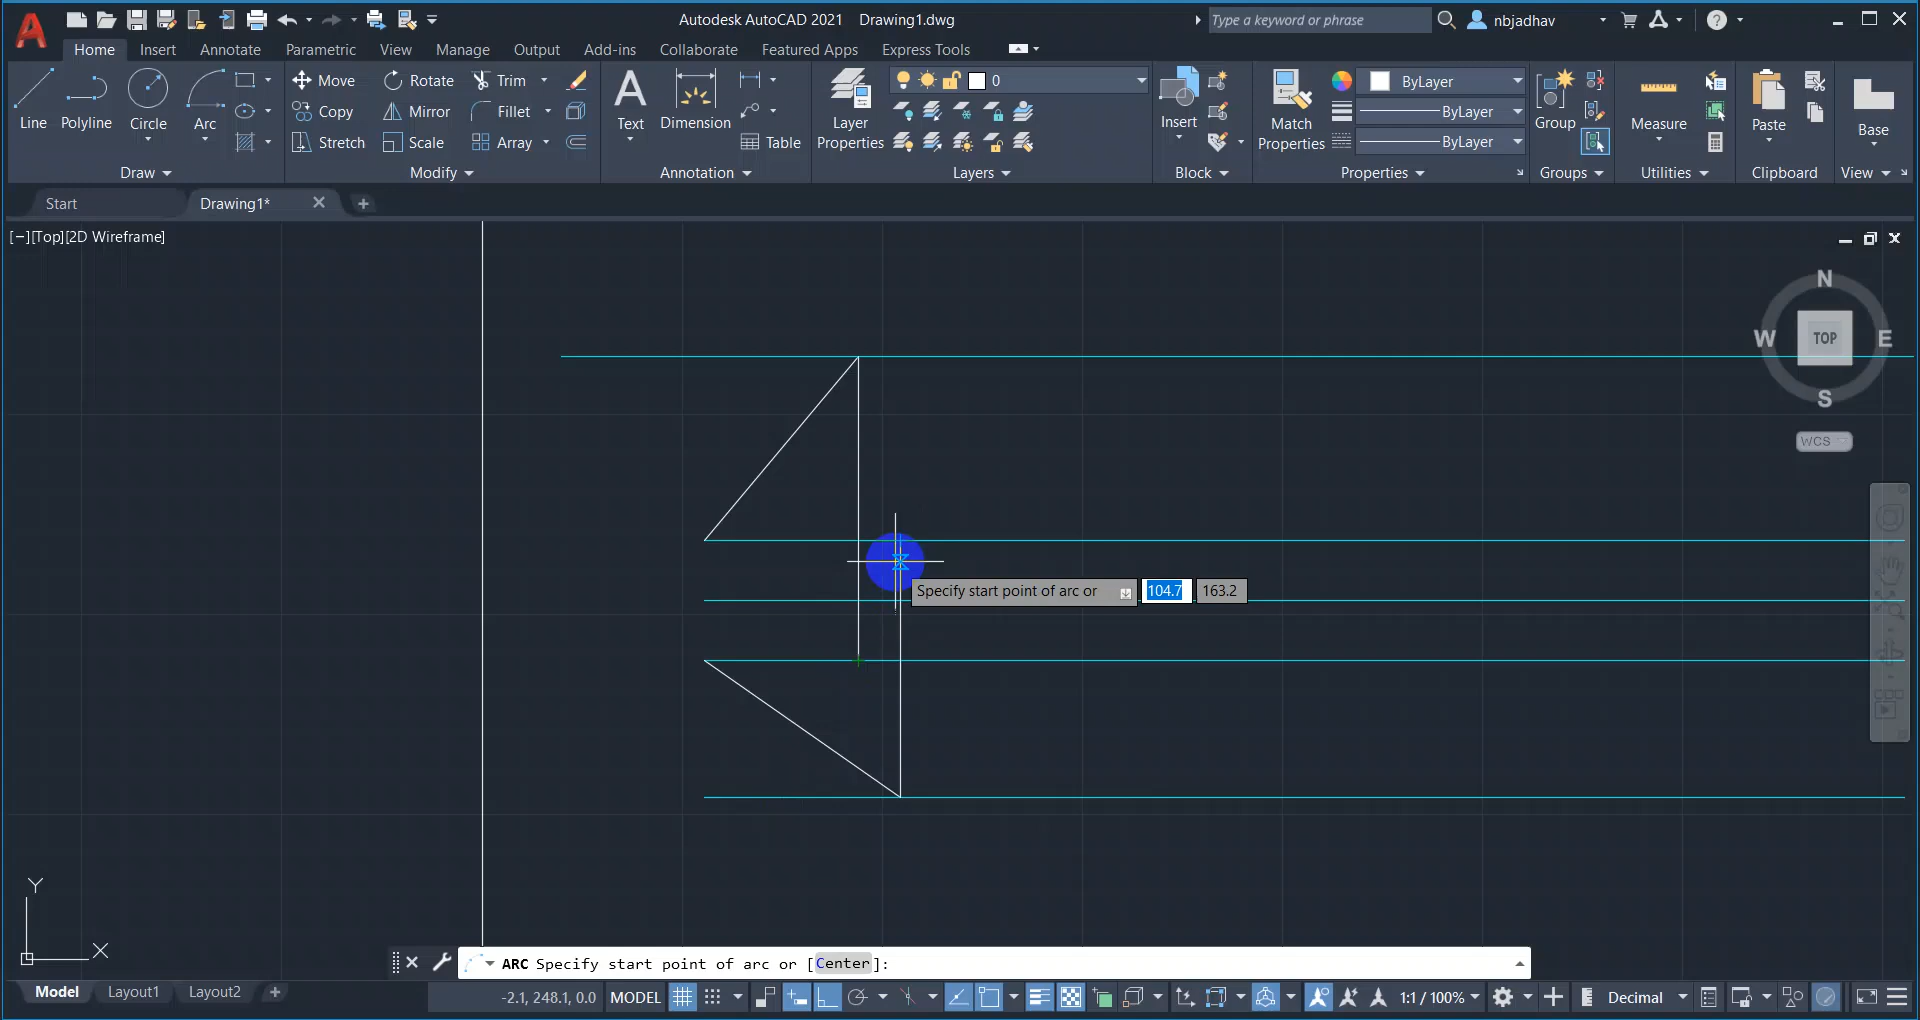 Autodesk AutoCAD 2021 Drawing1.dwg
Type a keyword or phrase
nbjadhav
Home Insert Annotate Parametric View Manage Output Add-ins Collaborate Featured Apps Express Tools
Line
Polyline
Circle
Arc
Draw
Move Rotate Trim
Copy Mirror Fillet
Stretch Scale Array
Modify
Text
Dimension
Table
Annotation
Layer
Properties
0
Layers
Insert
Block
Match
Properties
ByLayer
ByLayer
ByLayer
Properties
Group
Groups
Measure
Utilities
Paste
Clipboard
Base
View
Start Drawing1*
[−][Top][2D Wireframe]
N
W TOP E
S
WCS
Specify start point of arc or 104.7 163.2
Y
X
ARC Specify start point of arc or [Center]:
Model Layout1 Layout2
-2.1, 248.1, 0.0 MODEL 1:1 / 100% Decimal